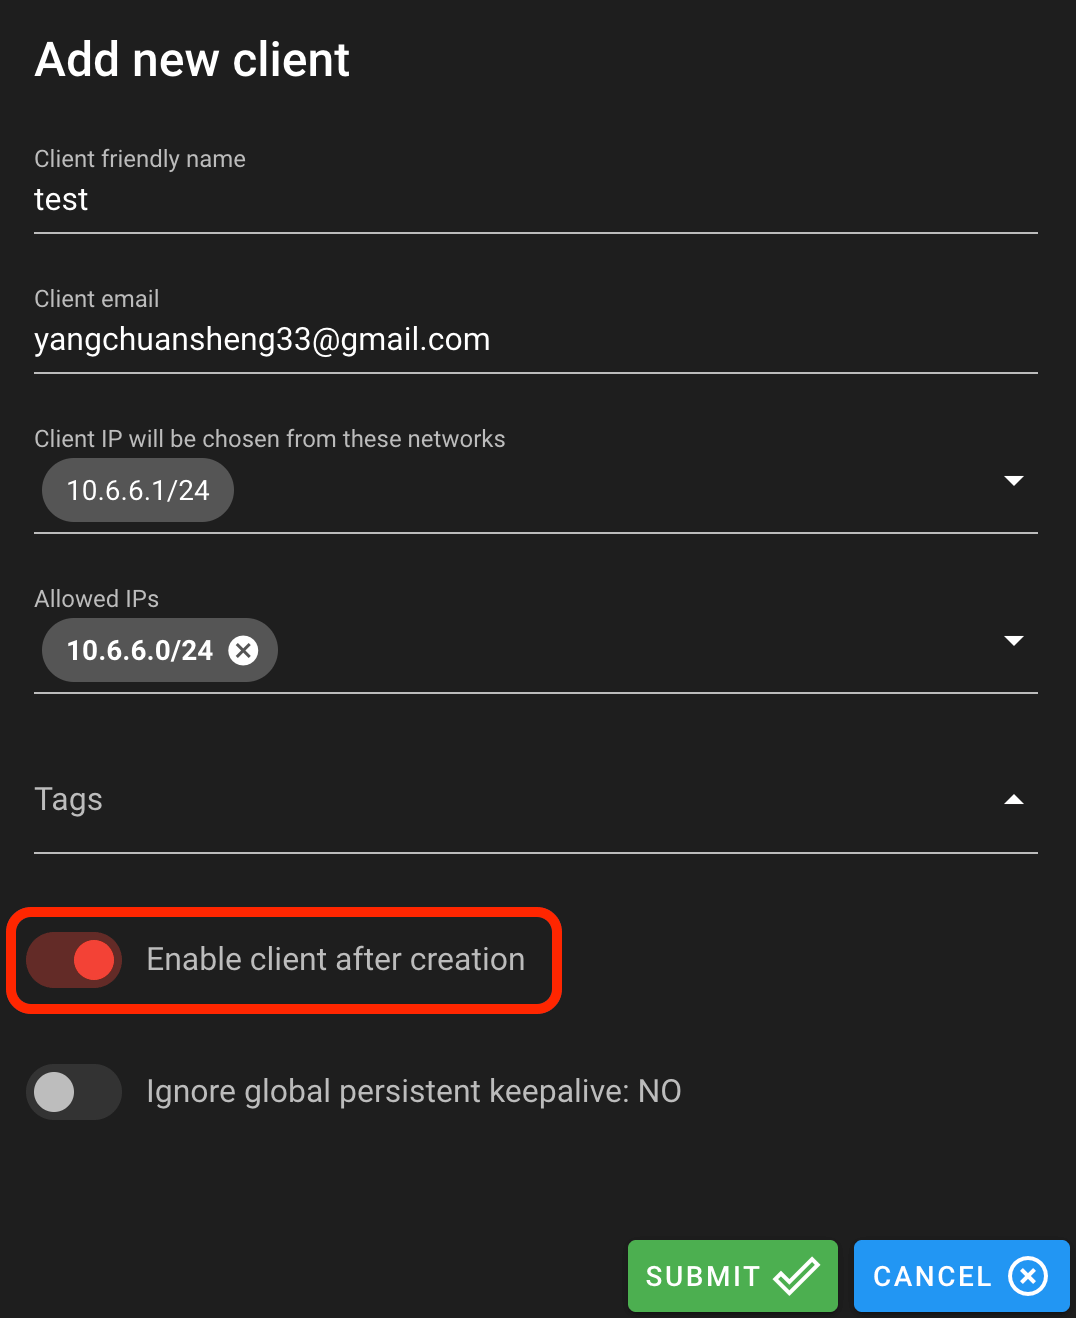 Add new client
Client friendly name
test
Client email
yangchuansheng33@gmail.com
Client IP will be chosen from these networks
10.6.6.1/24
Allowed IPs
10.6.6.0/24
Tags
Enable client after creation
Ignore global persistent keepalive: NO
SUBMIT CANCEL